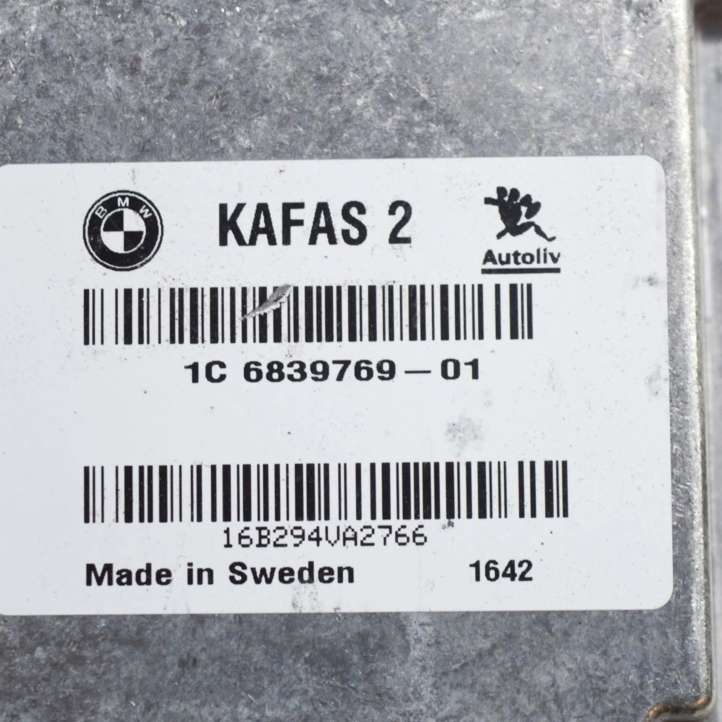 BMW
KAFAS 2
Autoliv
1C 6839769-01
16B294VA2766
Made in Sweden 1642